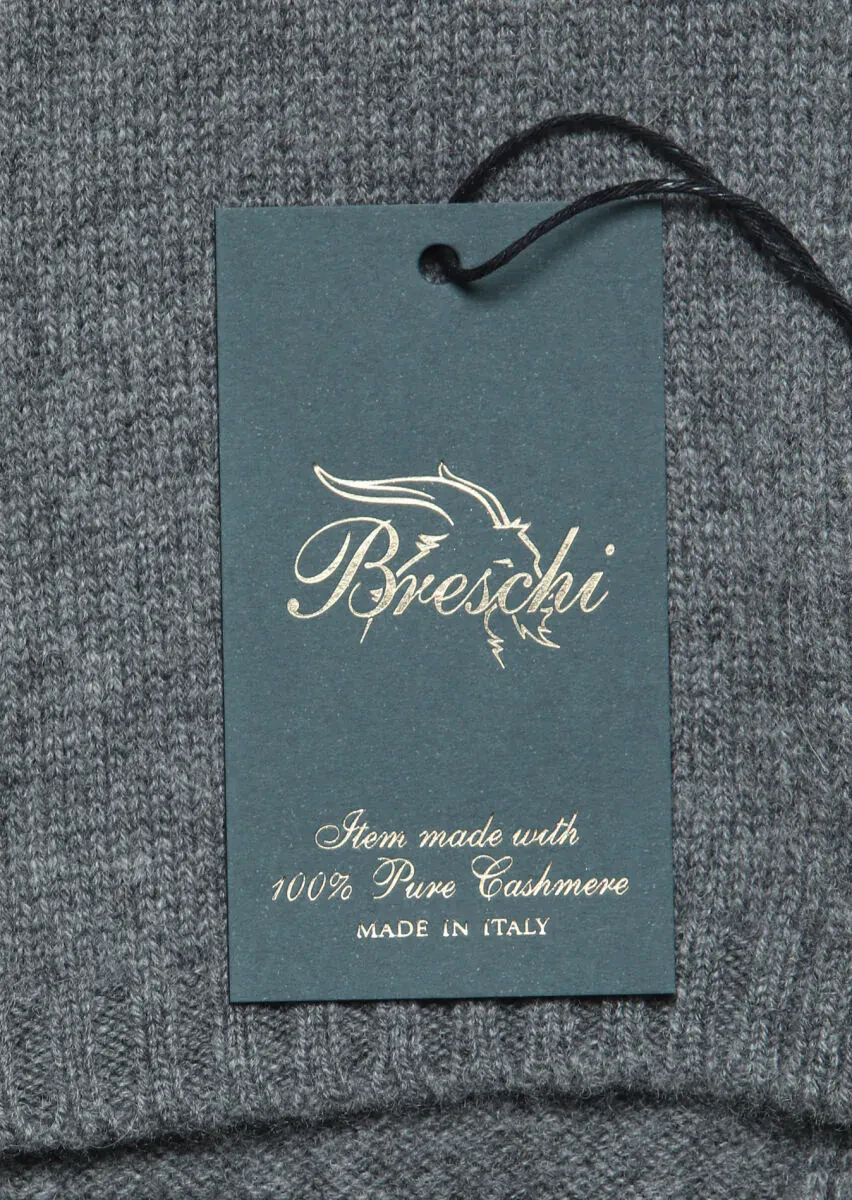 Breschi
Item made with
100% Pure Cashmere
MADE IN ITALY